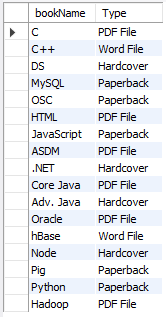 bookName Type
C PDF File
C++ Word File
DS Hardcover
MySQL Paperback
OSC Paperback
HTML PDF File
JavaScript Paperback
ASDM PDF File
.NET Hardcover
Core Java PDF File
Adv. Java Hardcover
Oracle PDF File
hBase Word File
Node Hardcover
Pig Paperback
Python Paperback
Hadoop PDF File